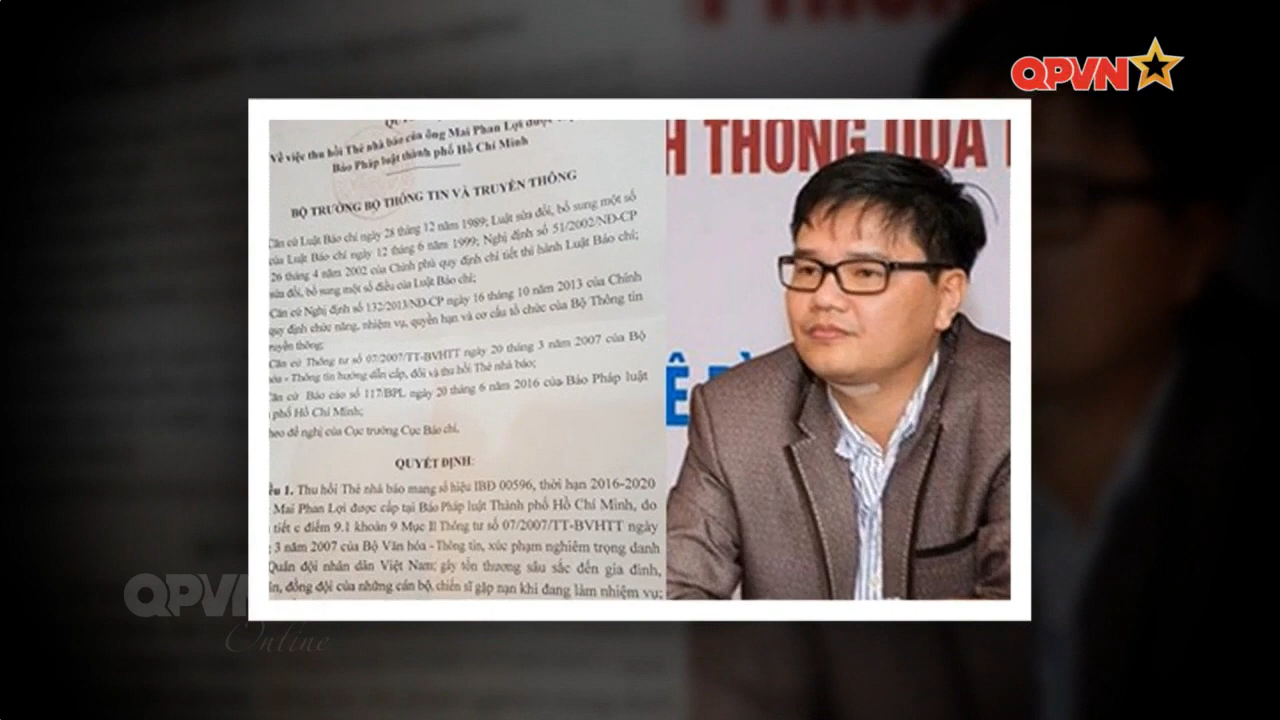 QPVN
Về việc thu hồi Thẻ nhà báo của ông Mai Phan Lợi được
Báo Pháp luật thành phố Hồ Chí Minh
BỘ TRƯỞNG BỘ THÔNG TIN VÀ TRUYỀN THÔNG
Căn cứ Luật Báo chí ngày 28 tháng 12 năm 1989; Luật sửa đổi, bổ sung một số
của Luật Báo chí ngày 12 tháng 6 năm 1999; Nghị định số 51/2002/NĐ-CP
26 tháng 4 năm 2002 của Chính phủ quy định chi tiết thi hành Luật Báo chí;
sửa đổi, bổ sung một số điều của Luật Báo chí;
Căn cứ Nghị định số 132/2013/NĐ-CP ngày 16 tháng 10 năm 2013 của Chính
quy định chức năng, nhiệm vụ, quyền hạn và cơ cấu tổ chức của Bộ Thông tin
ruyền thông;
Căn cứ Thông tư số 07/2007/TT-BVHTT ngày 20 tháng 3 năm 2007 của Bộ
hóa - Thông tin hướng dẫn cấp, đổi và thu hồi Thẻ nhà báo;
Căn cứ Báo cáo số 117/BPL ngày 20 tháng 6 năm 2016 của Báo Pháp luật
phố Hồ Chí Minh;
heo đề nghị của Cục trưởng Cục Báo chí.
QUYẾT ĐỊNH:
ều 1. Thu hồi Thẻ nhà báo mang số hiệu IBĐ 00596, thời hạn 2016-2020
Mai Phan Lợi được cấp tại Báo Pháp luật Thành phố Hồ Chí Minh, do
tiết c điểm 9.1 khoản 9 Mục II Thông tư số 07/2007/TT-BVHTT ngày
3 năm 2007 của Bộ Văn hóa - Thông tin, xúc phạm nghiêm trọng danh
Quân đội nhân dân Việt Nam; gây tổn thương sâu sắc đến gia đình,
ân, đồng đội của những cán bộ, chiến sĩ gặp nạn khi đang làm nhiệm vụ;
H THÔNG QUA
Ê
QPVN
Online